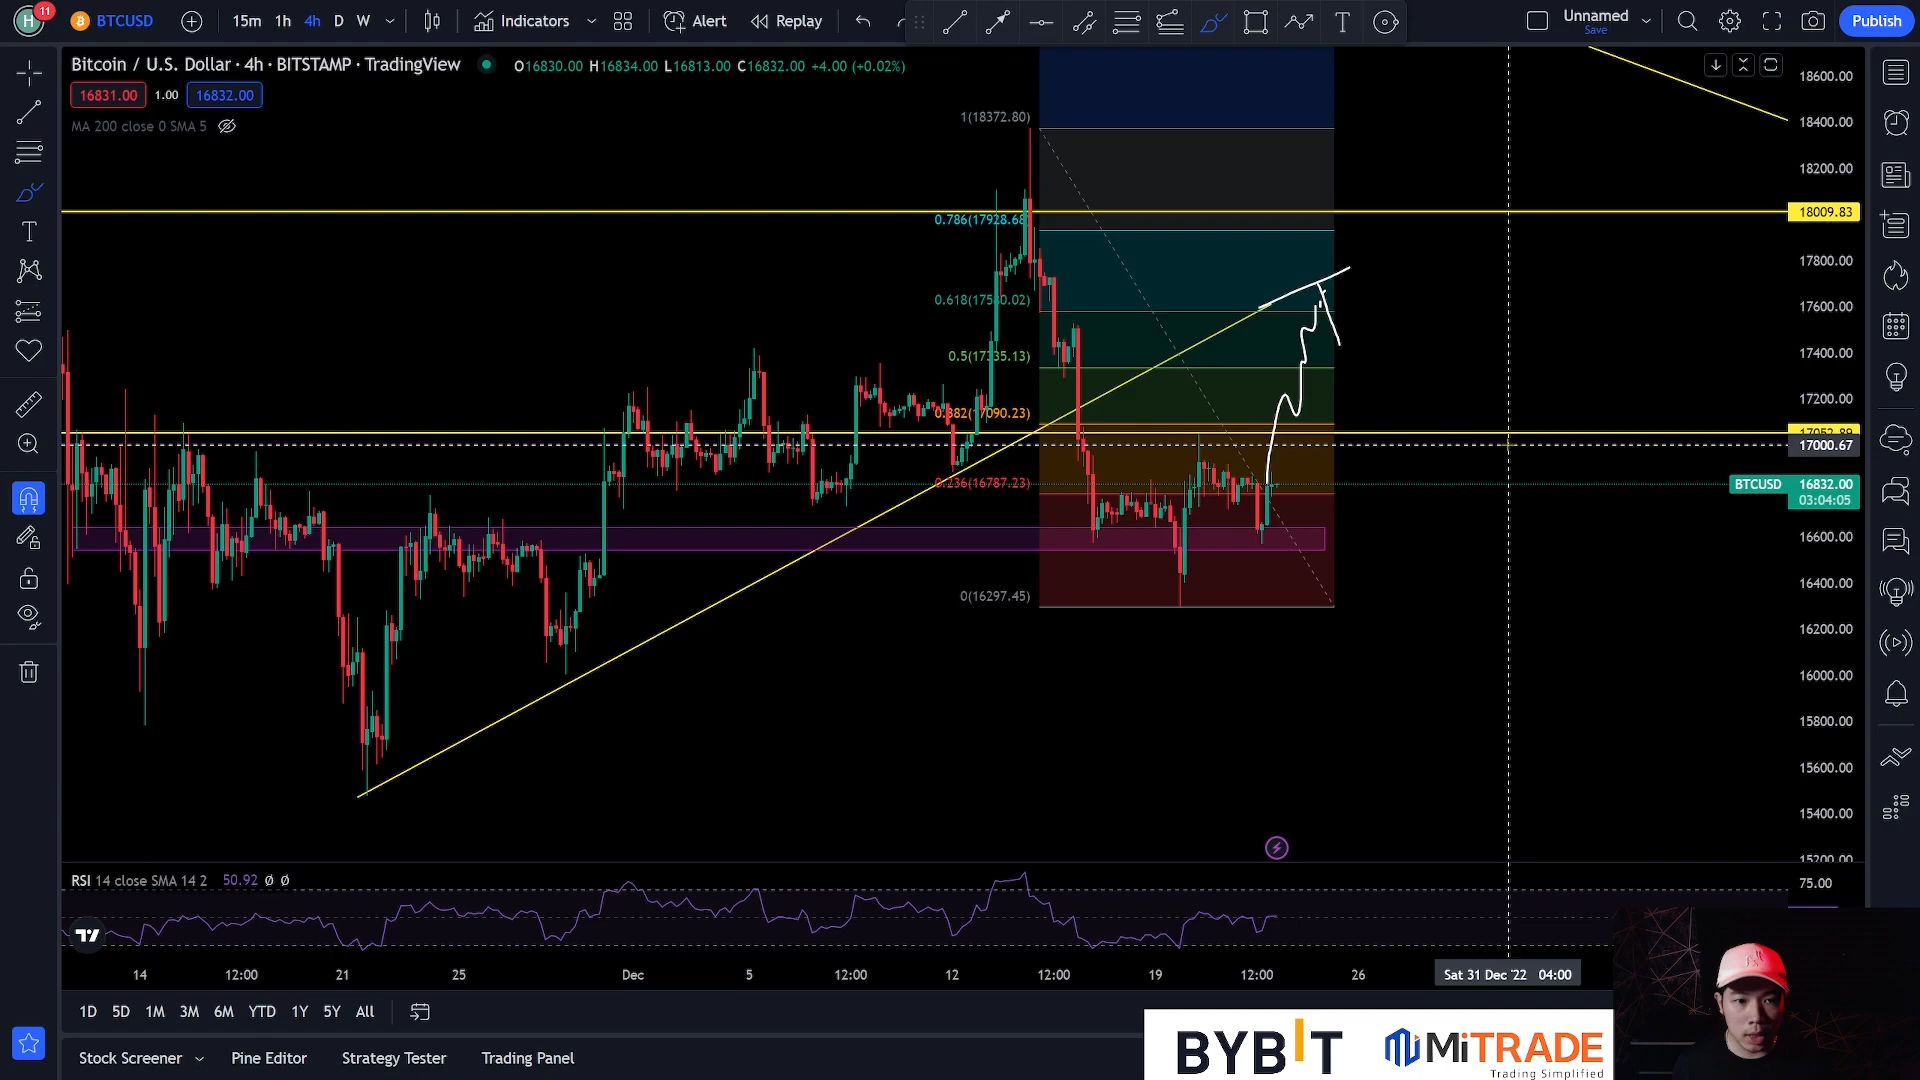 H 11 BTCUSD 15m 1h 4h D W Indicators Alert Replay T Unnamed Save Publish
Bitcoin / U.S. Dollar · 4h · BITSTAMP · TradingView O16830.00 H16834.00 L16813.00 C16832.00 +4.00 (+0.02%)
16831.00 1.00 16832.00
MA 200 close 0 SMA 5
1(18372.80)
0.786(17928.68)
0.618(17580.02)
0.5(17335.13)
0.382(17090.23)
0.236(16787.23)
0(16297.45)
18600.00
18400.00
18200.00
18009.83
17800.00
17600.00
17400.00
17200.00
17052.89
17000.67
BTCUSD 16832.00
03:04:05
16600.00
16400.00
16200.00
16000.00
15800.00
15600.00
15400.00
15200.00
RSI 14 close SMA 14 2 50.92 Ø Ø
75.00
14 12:00 21 25 Dec 5 12:00 12 12:00 19 12:00 26 Sat 31 Dec '22 04:00
1D 5D 1M 3M 6M YTD 1Y 5Y All
Stock Screener Pine Editor Strategy Tester Trading Panel
BYBIT MiTRADE
Trading Simplified